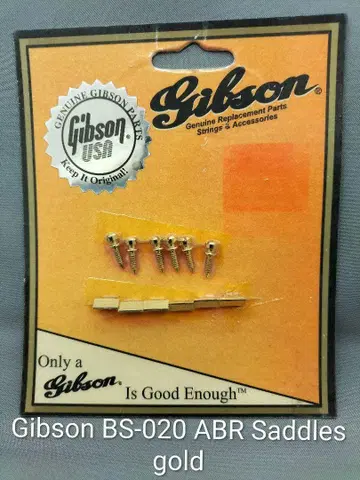 GENUINE GIBSON PARTS
Gibson
USA
Keep It Original!
Gibson®
Genuine Replacement Parts
Strings & Accessories
Only a
Gibson
Is Good Enough™
Gibson BS-020 ABR Saddles
gold